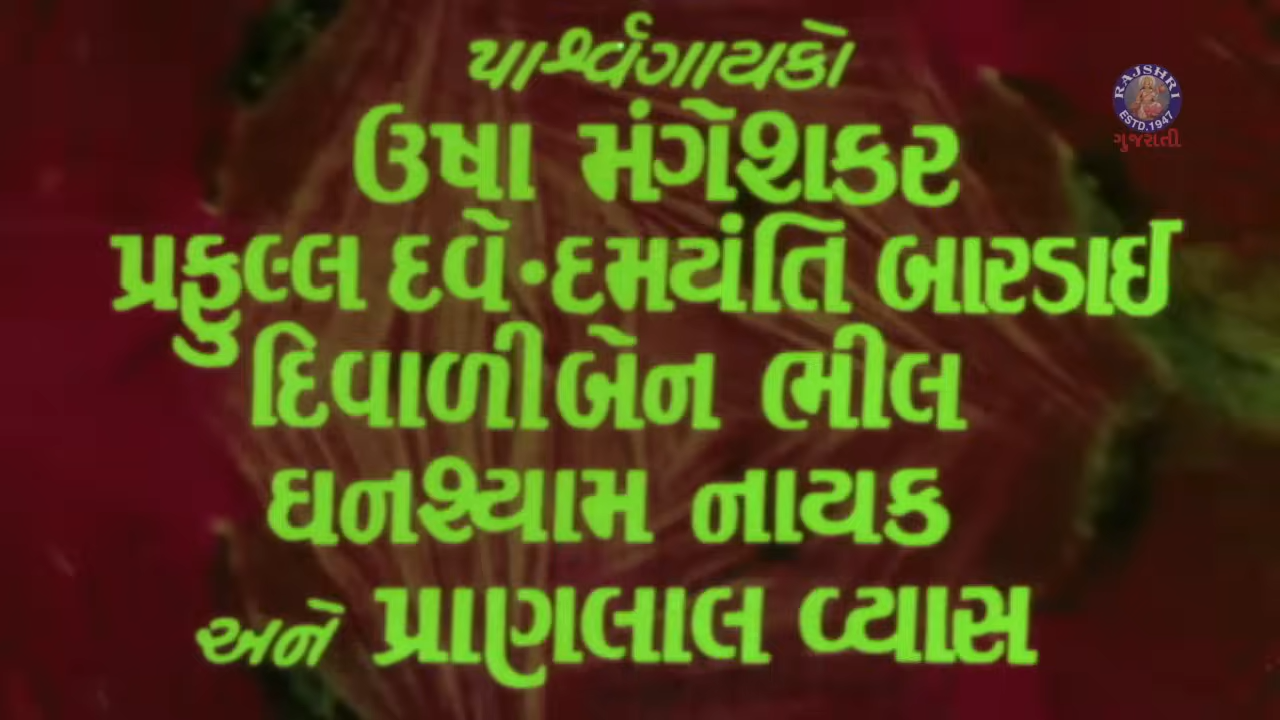 પાર્શ્વગાયકો
ઉષા મંગેશકર
પ્રફુલ્લ દવે · દમયંતિ બારડાઈ
દિવાળીબેન ભીલ
ઘનશ્યામ નાયક
અને પ્રાણલાલ વ્યાસ
RAJSHRI
ESTD.1947
ગુજરાતી